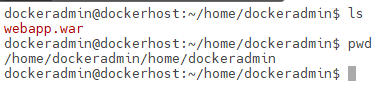 dockeradmin@dockerhost:~/home/dockeradmin$ ls
webapp.war
dockeradmin@dockerhost:~/home/dockeradmin$ pwd
/home/dockeradmin/home/dockeradmin
dockeradmin@dockerhost:~/home/dockeradmin$